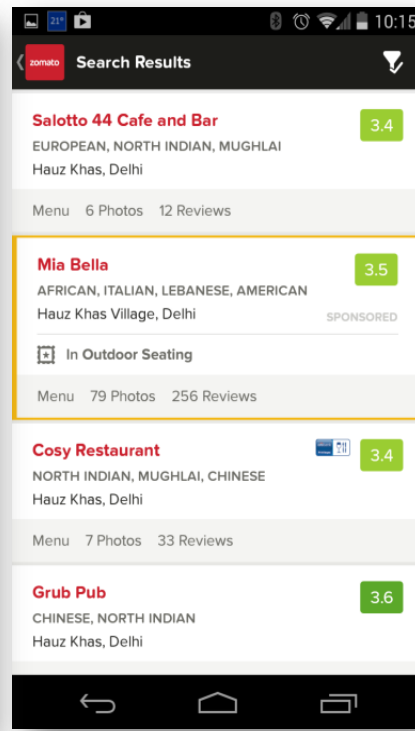 21°
10:15
zomato
Search Results
Salotto 44 Cafe and Bar
3.4
EUROPEAN, NORTH INDIAN, MUGHLAI
Hauz Khas, Delhi
Menu 6 Photos 12 Reviews
Mia Bella
3.5
AFRICAN, ITALIAN, LEBANESE, AMERICAN
Hauz Khas Village, Delhi
SPONSORED
In Outdoor Seating
Menu 79 Photos 256 Reviews
Cosy Restaurant
3.4
NORTH INDIAN, MUGHLAI, CHINESE
Hauz Khas, Delhi
Menu 7 Photos 33 Reviews
Grub Pub
3.6
CHINESE, NORTH INDIAN
Hauz Khas, Delhi